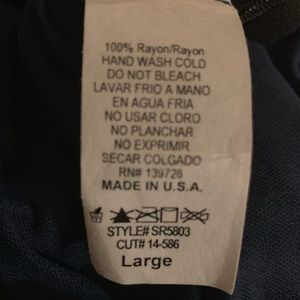 100% Rayon/Rayon
HAND WASH COLD
DO NOT BLEACH
LAVAR FRIO A MANO
EN AGUA FRIA
NO USAR CLORO
NO PLANCHAR
NO EXPRIMIR
SECAR COLGADO
RN# 139728
MADE IN U.S.A.
STYLE# SR5803
CUT# 14-586
Large